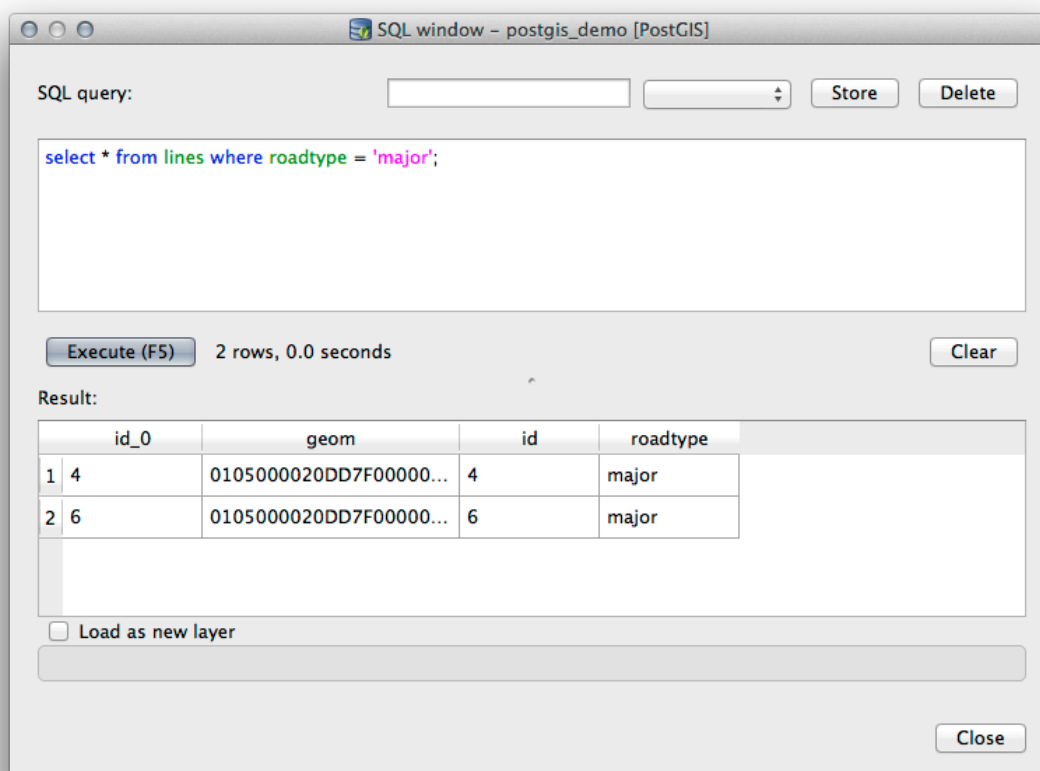 SQL window – postgis_demo [PostGIS]
SQL query:
Store
Delete
select * from lines where roadtype = 'major';
Execute (F5)
2 rows, 0.0 seconds
Clear
Result:
id_0 geom id roadtype
1 4 0105000020DD7F00000... 4 major
2 6 0105000020DD7F00000... 6 major
Load as new layer
Close